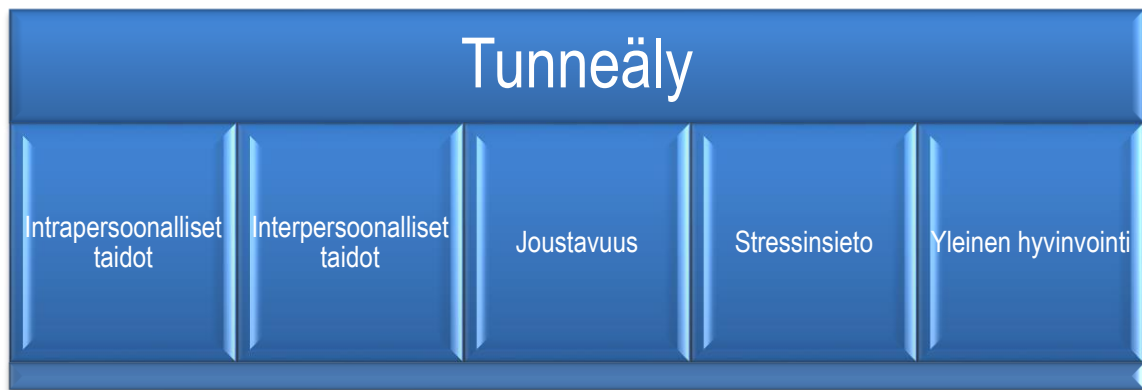 Tunneäly
Intrapersoonalliset
taidot
Interpersoonalliset
taidot
Joustavuus
Stressinsieto
Yleinen hyvinvointi